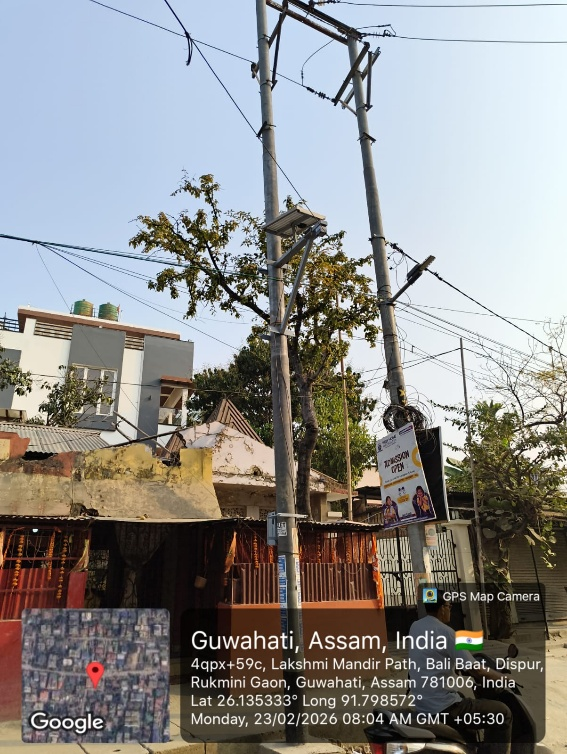 ADMISSION
OPEN
GPS Map Camera
Guwahati, Assam, India
4qpx+59c, Lakshmi Mandir Path, Bali Baat, Dispur,
Rukmini Gaon, Guwahati, Assam 781006, India
Lat 26.135333° Long 91.798572°
Monday, 23/02/2026 08:04 AM GMT +05:30
Google